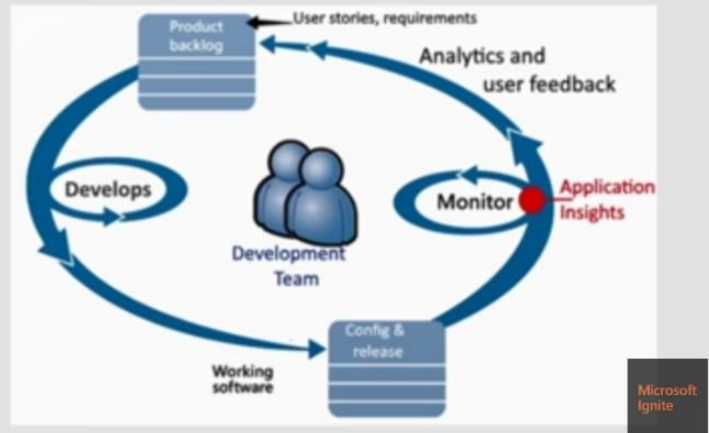 Product
backlog
User stories, requirements
Analytics and
user feedback
Develops
Monitor
Application
Insights
Development
Team
Config &
release
Working
software
Microsoft
Ignite